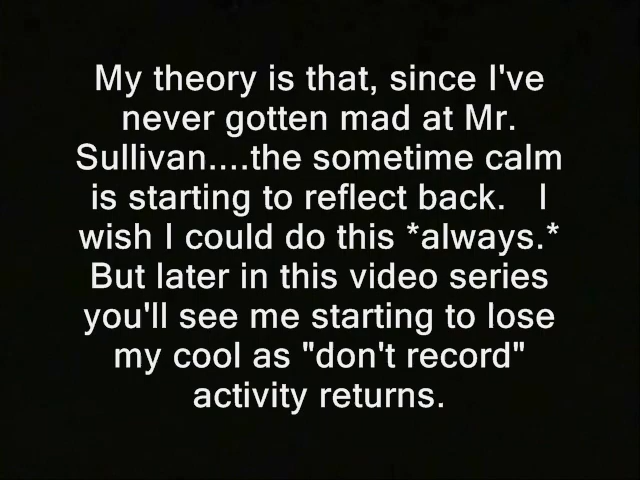 My theory is that, since I've
never gotten mad at Mr.
Sullivan....the sometime calm
is starting to reflect back.   I
wish I could do this *always.*
But later in this video series
you'll see me starting to lose
my cool as "don't record"
activity returns.